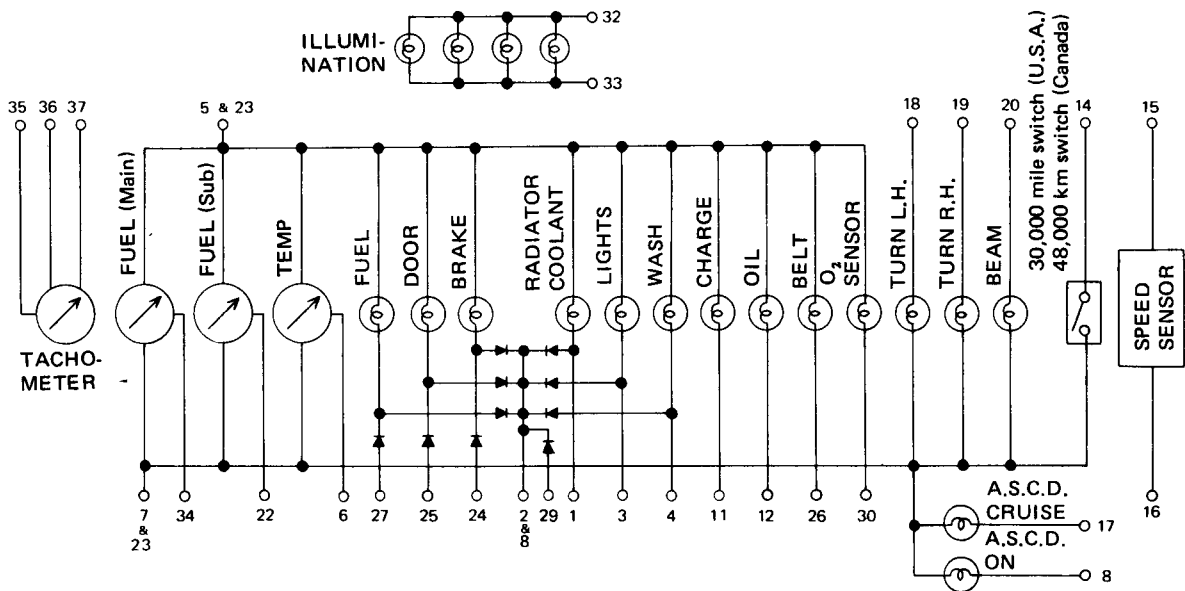 ILLUMI-
NATION
32
33
35 36 37
5 & 23
18 19 20 14 15
30,000 mile switch (U.S.A.)
48,000 km switch (Canada)
FUEL (Main)
FUEL (Sub)
TEMP
FUEL
DOOR
BRAKE
RADIATOR
COOLANT
LIGHTS
WASH
CHARGE
OIL
BELT
O₂
SENSOR
TURN L.H.
TURN R.H.
BEAM
SPEED
SENSOR
TACHO-
METER
7
&
23
34
22
6
27
25
24
2
&
8
29
1
3
4
11
12
26
30
16
A.S.C.D.
CRUISE
17
A.S.C.D.
ON
8